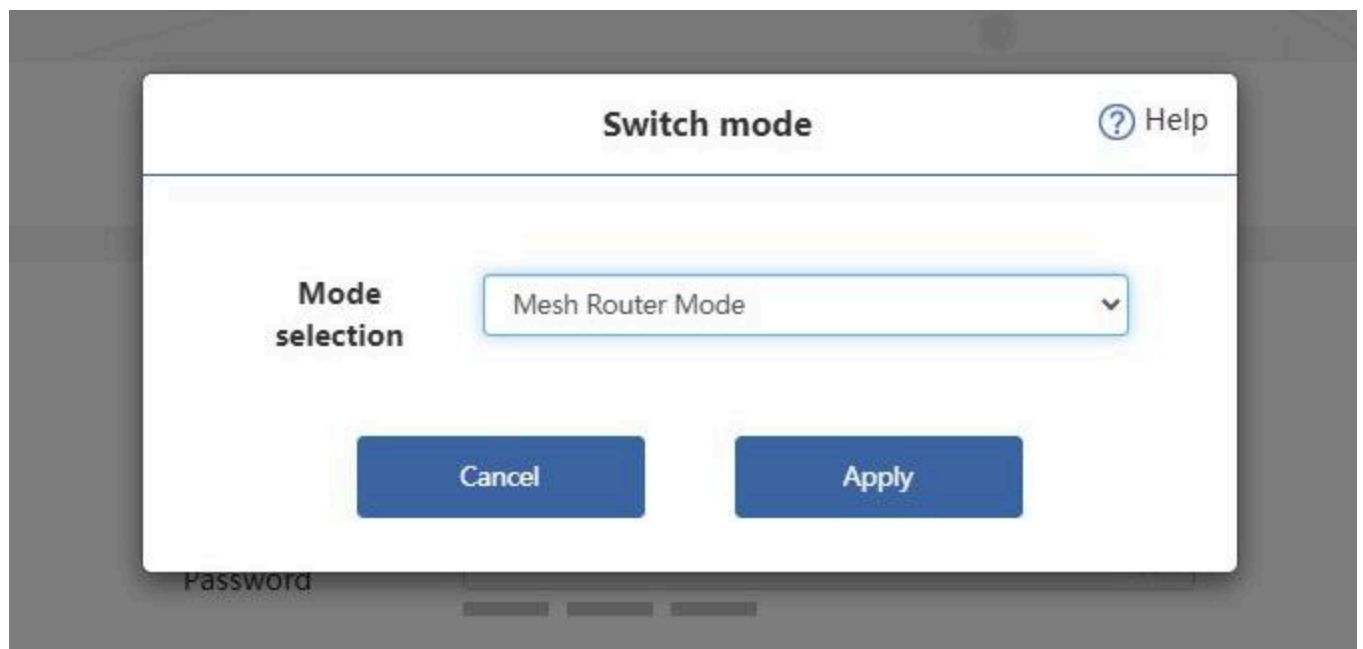 Switch mode
Help
Mode
selection
Mesh Router Mode
Cancel
Apply
Password